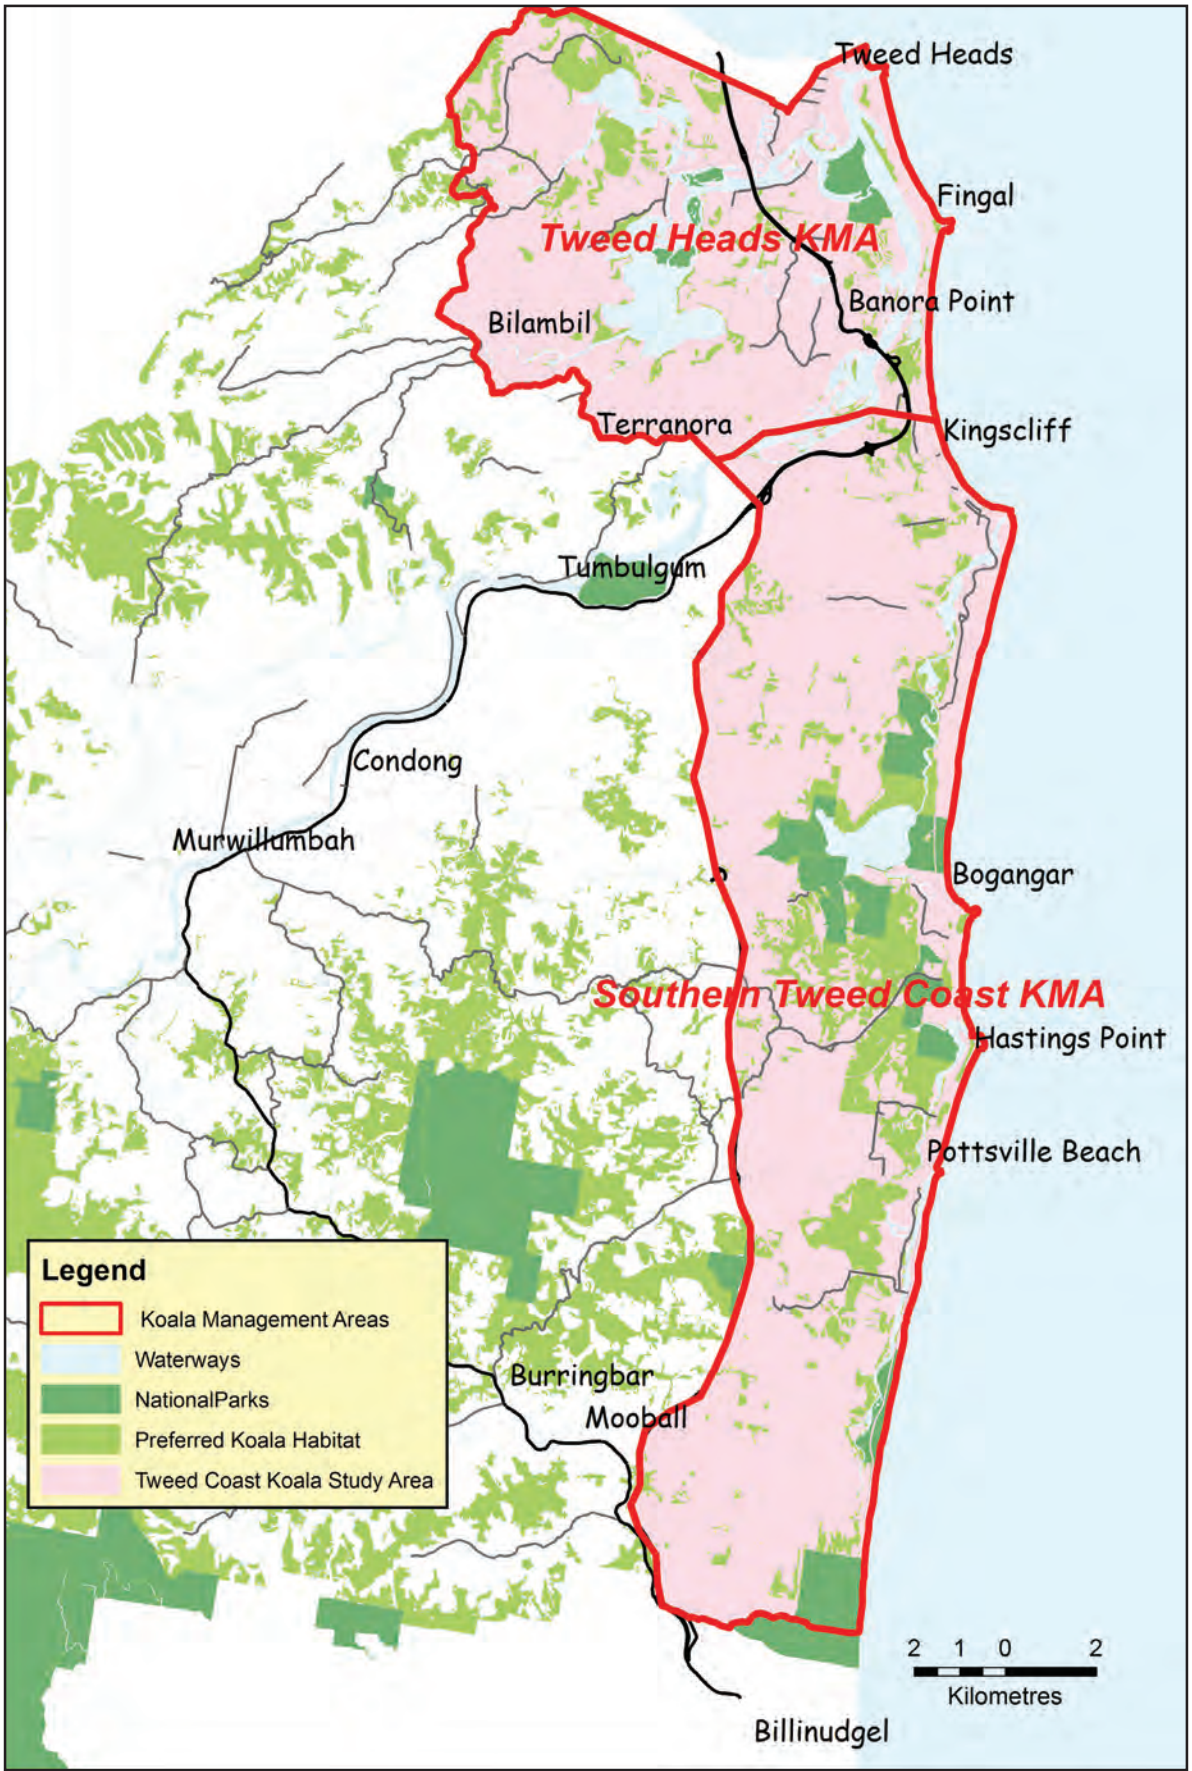 Tweed Heads
Fingal
Tweed Heads KMA
Banora Point
Bilambil
Terranora
Kingscliff
Tumbulgum
Condong
Murwillumbah
Bogangar
Southern Tweed Coast KMA
Hastings Point
Pottsville Beach
Legend
Koala Management Areas
Waterways
NationalParks
Preferred Koala Habitat
Tweed Coast Koala Study Area
Burringbar
Mooball
2 1 0 2
Kilometres
Billinudgel